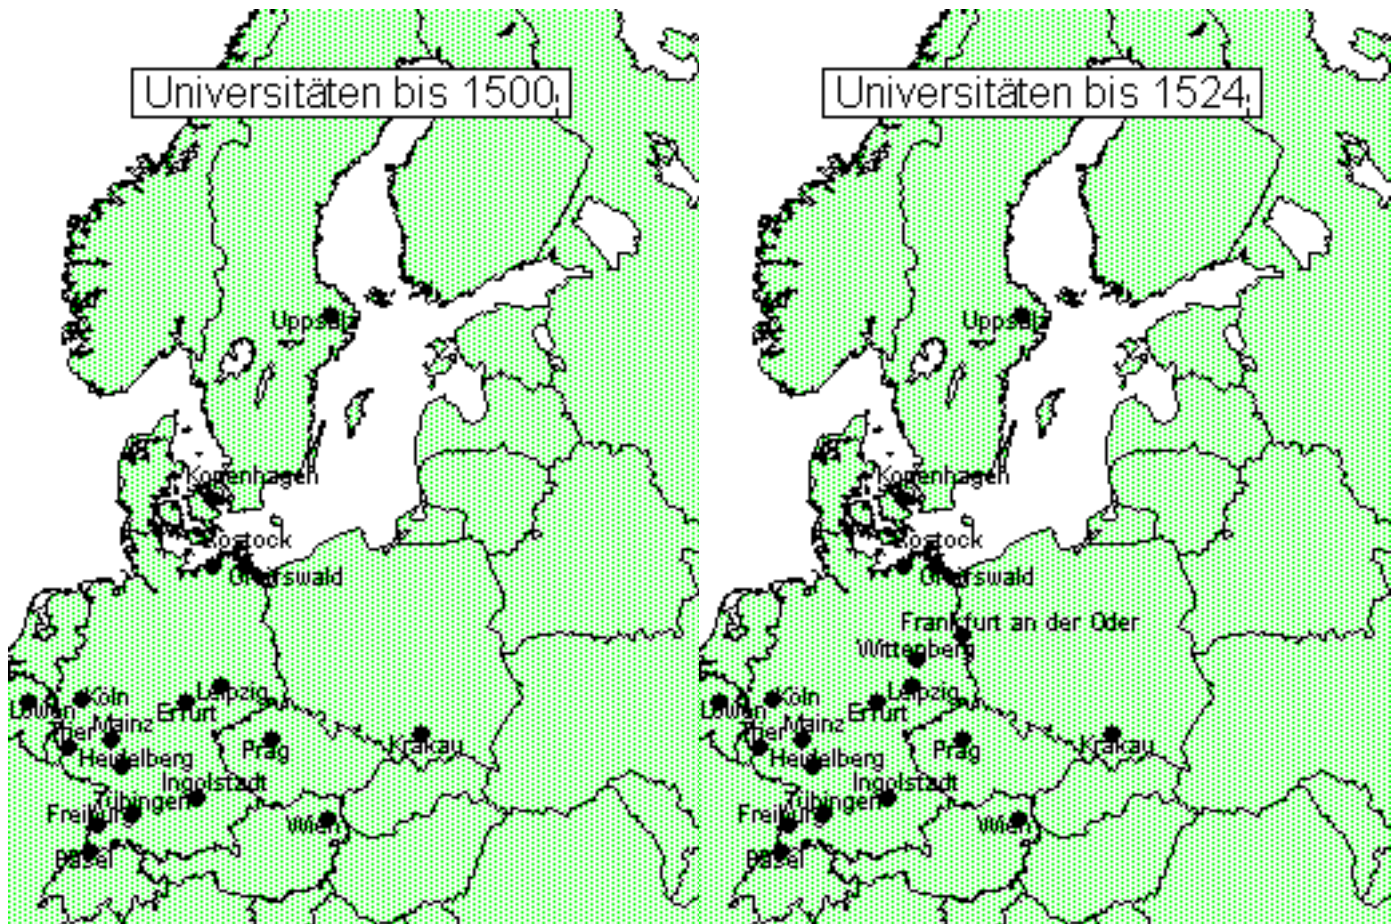 Universitäten bis 1500
Uppsala
Kopenhagen
Rostock
Greifswald
Leipzig
Köln
Löwen
Erfurt
Mainz
Trier
Prag
Krakau
Heidelberg
Ingolstadt
Tübingen
Freiburg
Wien
Basel
Universitäten bis 1524
Uppsala
Kopenhagen
Rostock
Greifswald
Frankfurt an der Oder
Wittenberg
Leipzig
Köln
Löwen
Erfurt
Mainz
Trier
Prag
Krakau
Heidelberg
Ingolstadt
Tübingen
Freiburg
Wien
Basel